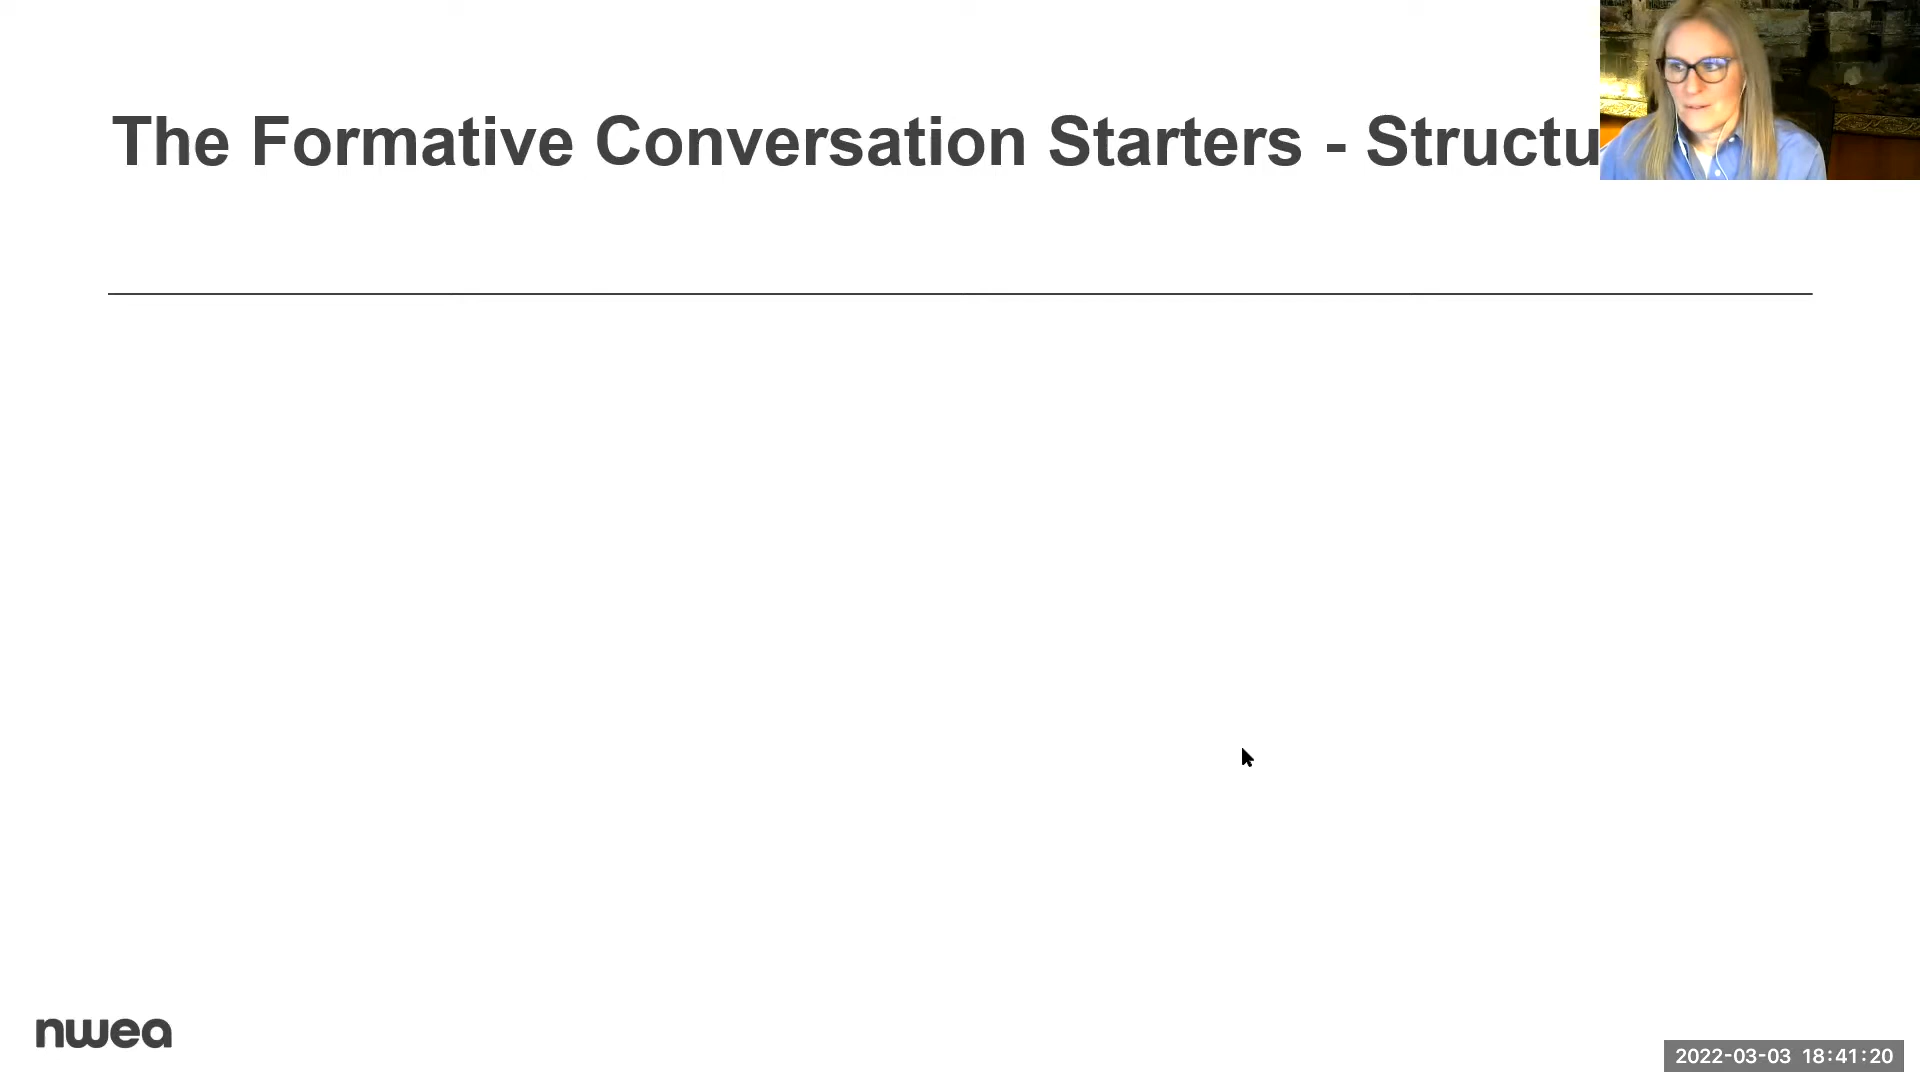 The Formative Conversation Starters - Structu
nwea
2022-03-03 18:41:20